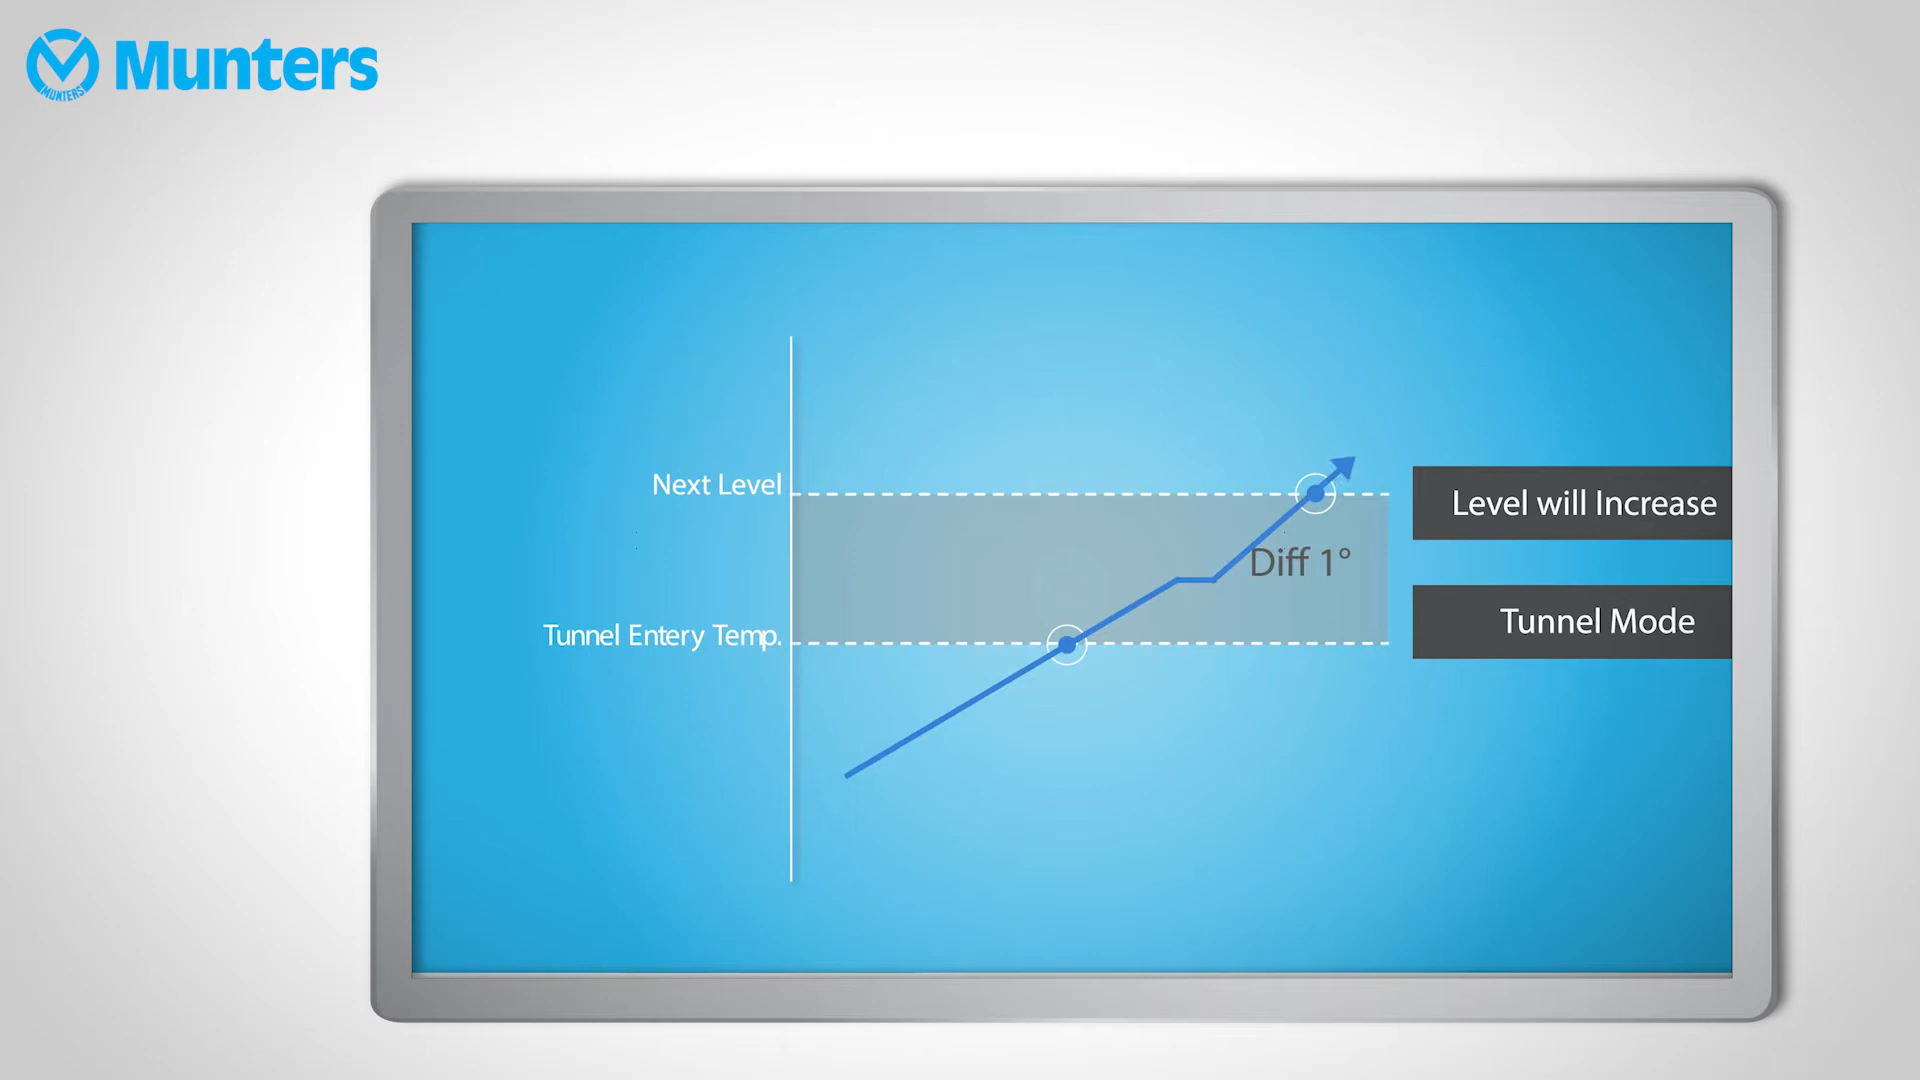 MUNTERS
Munters
Next Level
Level will Increase
Diff 1°
Tunnel Entery Temp.
Tunnel Mode